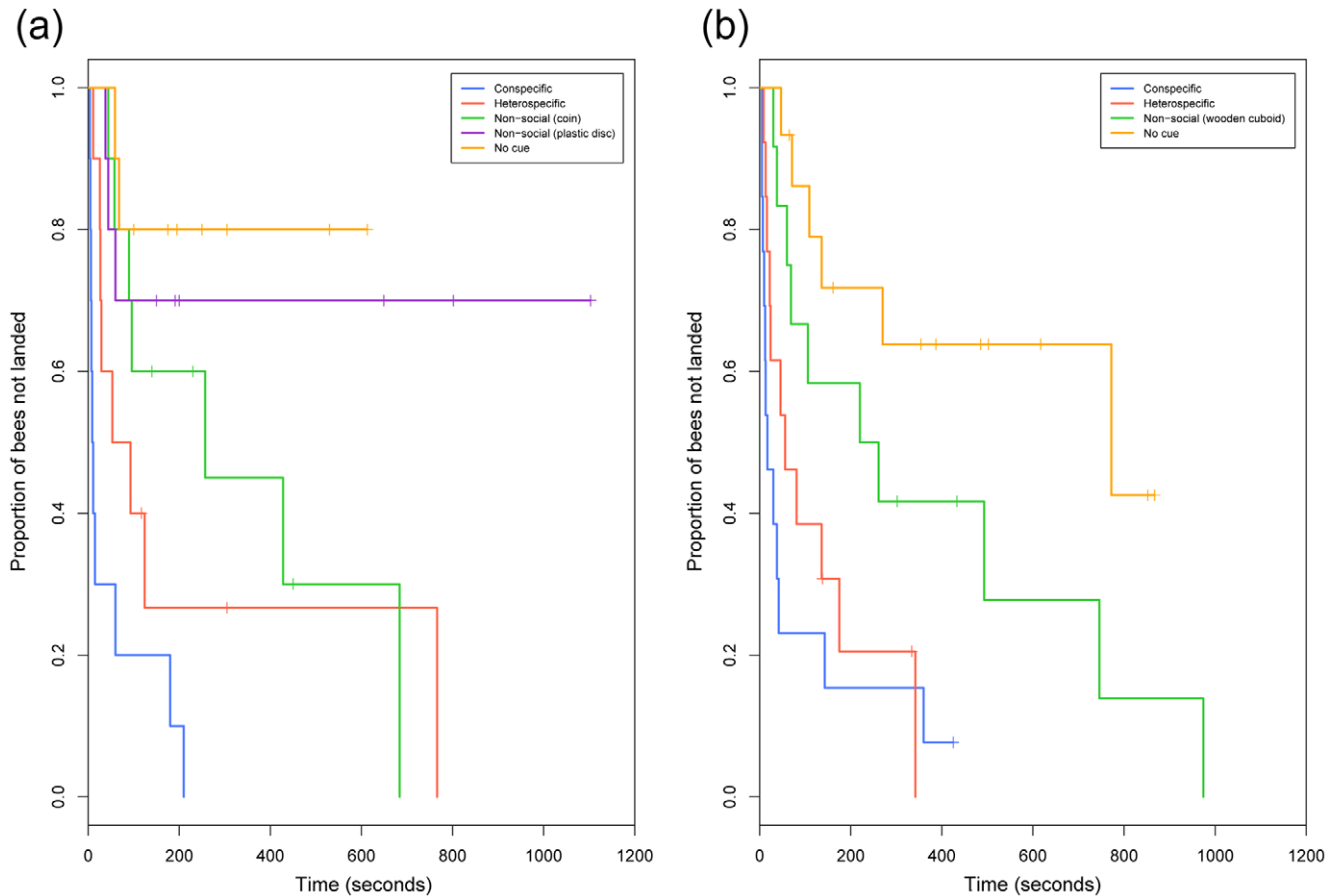 (a)
Conspecific
Heterospecific
Non−social (coin)
Non−social (plastic disc)
No cue
1.0
0.8
0.6
0.4
0.2
0.0
Proportion of bees not landed
0 200 400 600 800 1000 1200
Time (seconds)
(b)
Conspecific
Heterospecific
Non−social (wooden cuboid)
No cue
1.0
0.8
0.6
0.4
0.2
0.0
Proportion of bees not landed
0 200 400 600 800 1000 1200
Time (seconds)